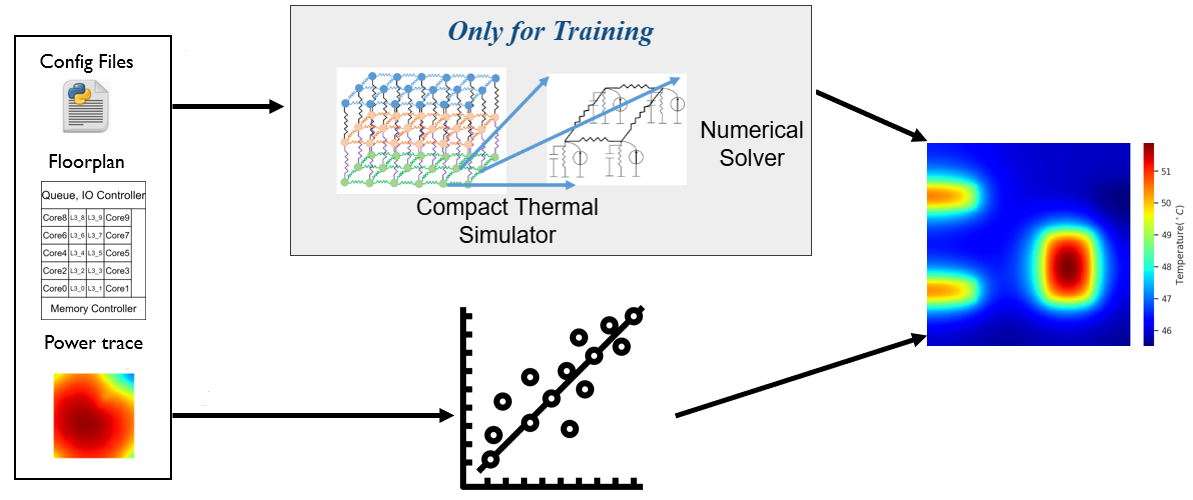 Config Files
Floorplan
Queue, IO Controller
Core8 L3_8 L3_9 Core9
Core6 L3_6 L3_7 Core7
Core4 L3_4 L3_5 Core5
Core2 L3_2 L3_3 Core3
Core0 L3_0 L3_1 Core1
Memory Controller
Power trace
Only for Training
Numerical
Solver
Compact Thermal
Simulator
51
50
49
48
47
46
Temperature(°C)